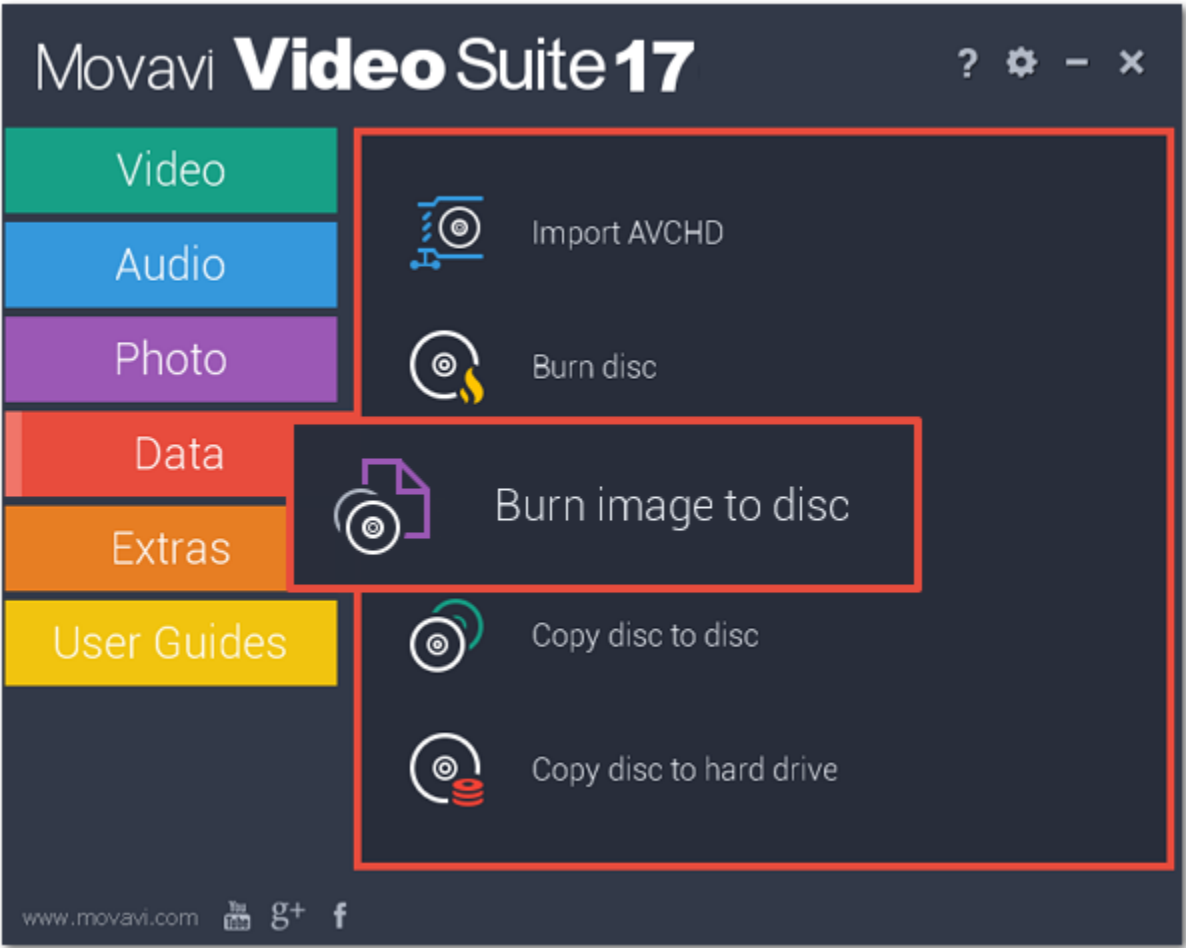 Movavi Video Suite 17
?
Video
Audio
Photo
Data
Extras
User Guides
Import AVCHD
Burn disc
Burn image to disc
Copy disc to disc
Copy disc to hard drive
www.movavi.com You Tube g+ f